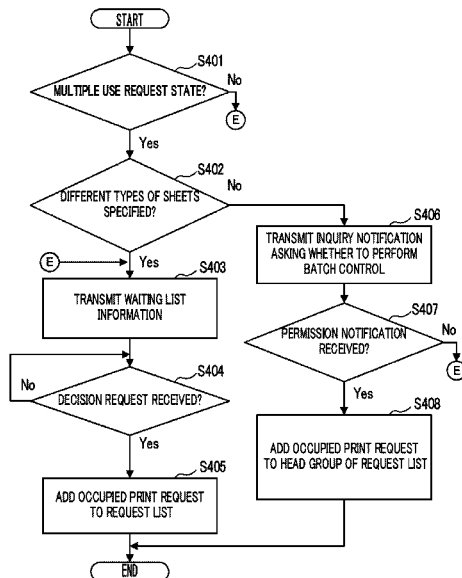 START
S401
MULTIPLE USE REQUEST STATE?
No
E
Yes
S402
DIFFERENT TYPES OF SHEETS
SPECIFIED?
No
E
Yes
S403
TRANSMIT WAITING LIST
INFORMATION
S404
No
DECISION REQUEST RECEIVED?
Yes
S405
ADD OCCUPIED PRINT REQUEST
TO REQUEST LIST
S406
TRANSMIT INQUIRY NOTIFICATION
ASKING WHETHER TO PERFORM
BATCH CONTROL
S407
PERMISSION NOTIFICATION
RECEIVED?
No
E
Yes
S408
ADD OCCUPIED PRINT REQUEST
TO HEAD GROUP OF REQUEST LIST
END